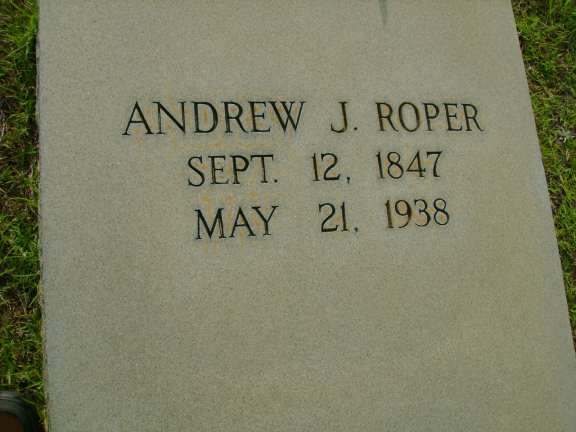 ANDREW J. ROPER
SEPT. 12, 1847
MAY 21, 1938